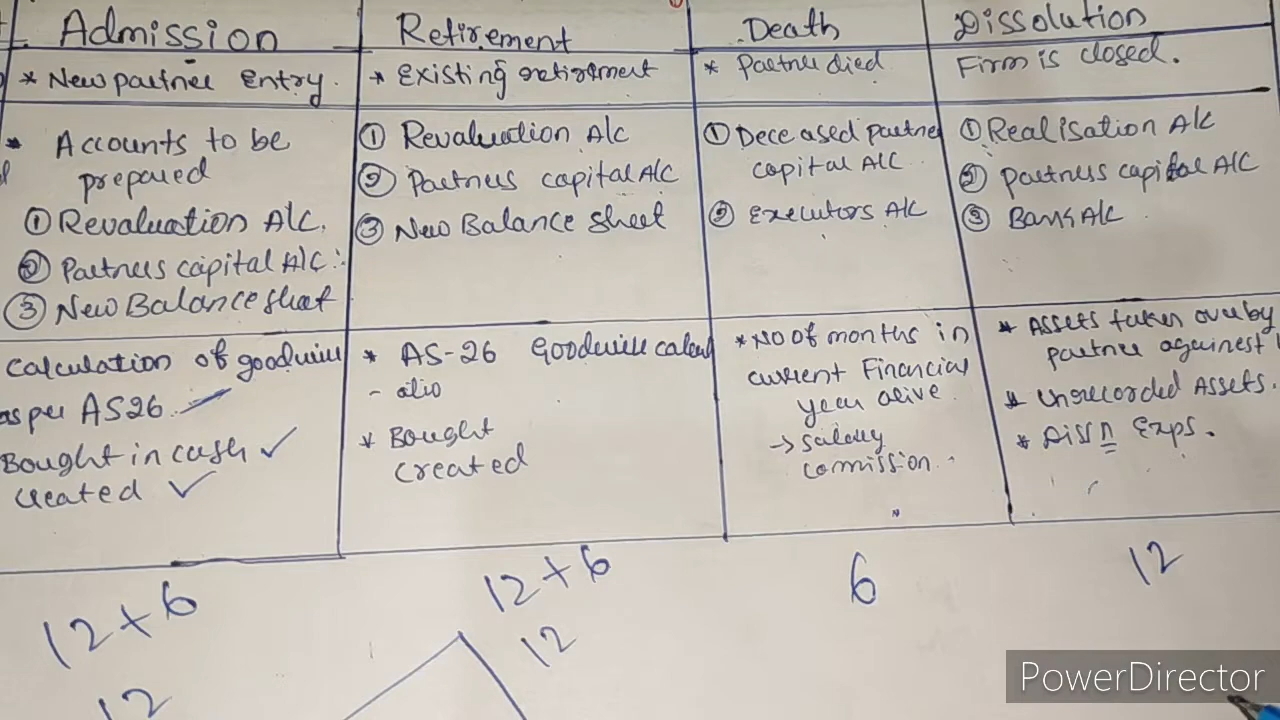 Admission
* New partner Entry.
* Accounts to be
prepared
① Revaluation A/c.
② Partners capital A/c.
③ New Balance sheet
Calculation of goodwill
as per AS26
Bought in cash ✓
created ✓
12+6
12
Retirement
* Existing retirement
① Revaluation A/c
② Partners capital A/c
③ New Balance sheet
* AS-26 Goodwill calcul
- atio
* Bought
created
12+6
12
Death
* Partner died
① Deceased partner
capital A/c
② Executors A/c
* No of months in
current Financial
year alive.
→ Salary
commission.
6
Dissolution
Firm is closed.
① Realisation A/c
② Partners capital A/c
③ Bank A/c
* Assets taken over by
partner againest
* Unrecorded Assets.
* Dissn Exps.
12
PowerDirector